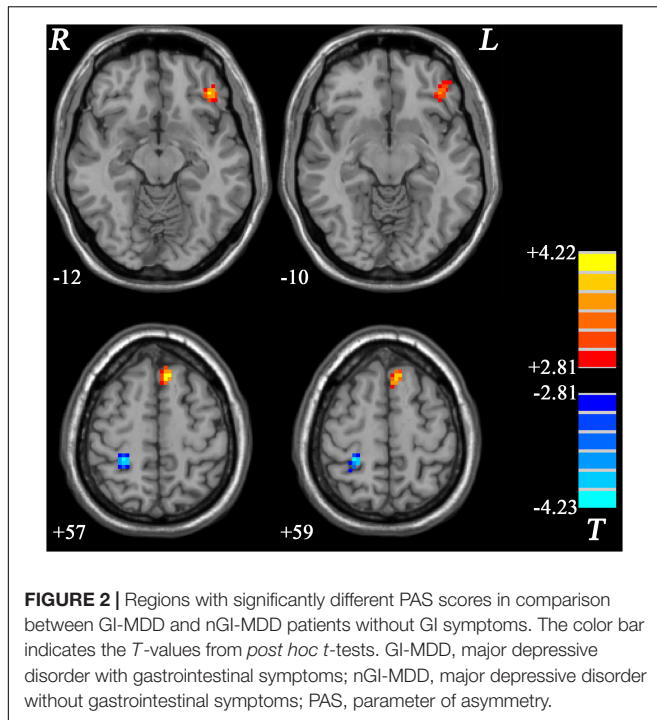 R
L
-12
-10
+4.22
+2.81
-2.81
-4.23
T
+57
+59
FIGURE 2 | Regions with significantly different PAS scores in comparison
between GI-MDD and nGI-MDD patients without GI symptoms. The color bar
indicates the T-values from post hoc t-tests. GI-MDD, major depressive
disorder with gastrointestinal symptoms; nGI-MDD, major depressive disorder
without gastrointestinal symptoms; PAS, parameter of asymmetry.